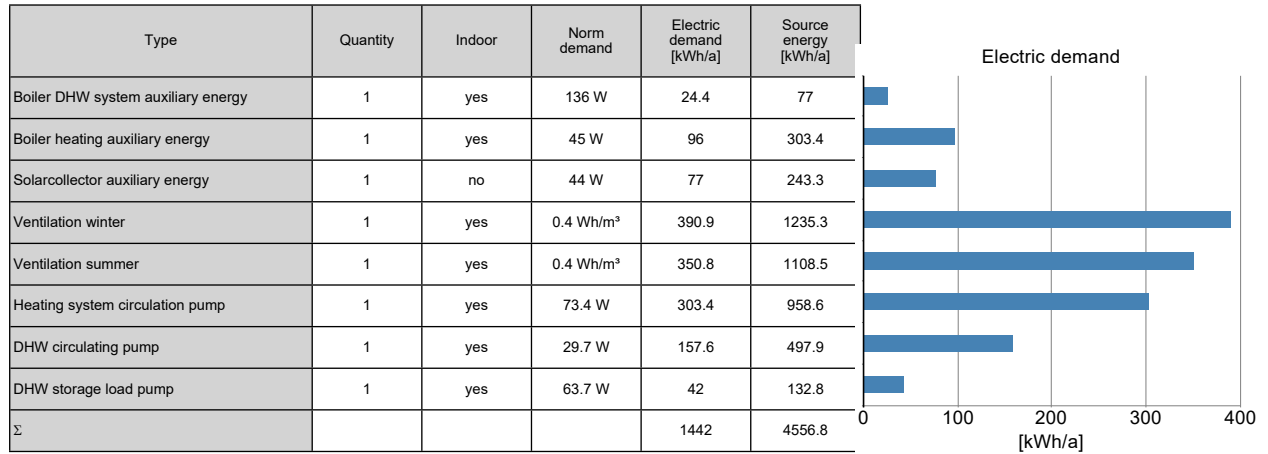 Type Quantity Indoor Norm demand Electric demand [kWh/a] Source energy [kWh/a]
Boiler DHW system auxiliary energy 1 yes 136 W 24.4 77
Boiler heating auxiliary energy 1 yes 45 W 96 303.4
Solarcollector auxiliary energy 1 no 44 W 77 243.3
Ventilation winter 1 yes 0.4 Wh/m³ 390.9 1235.3
Ventilation summer 1 yes 0.4 Wh/m³ 350.8 1108.5
Heating system circulation pump 1 yes 73.4 W 303.4 958.6
DHW circulating pump 1 yes 29.7 W 157.6 497.9
DHW storage load pump 1 yes 63.7 W 42 132.8
Σ 1442 4556.8
Electric demand
0 100 200 300 400
[kWh/a]